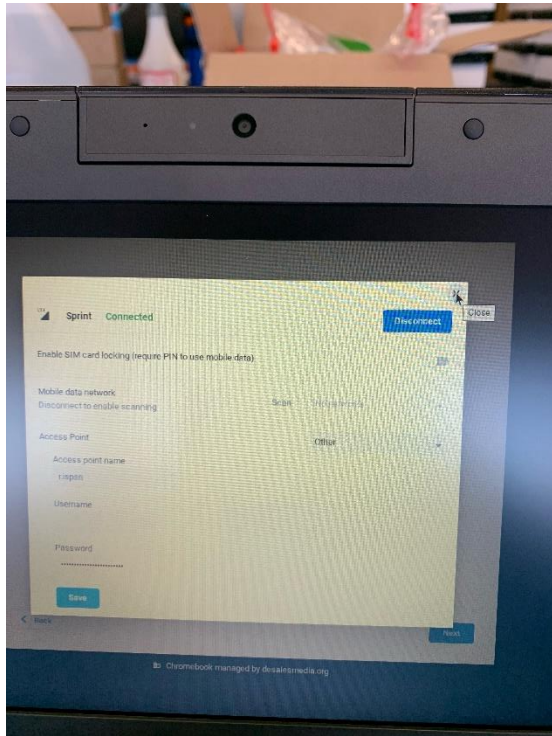 LTE
Sprint Connected
Disconnect
Close
Enable SIM card locking (require PIN to use mobile data)
Mobile data network
Disconnect to enable scanning
Scan
Access Point
Other
Access point name
r.ispsn
Username
Password
••••••••••••••••••••••
Save
Back
Next
Chromebook managed by desalesmedia.org